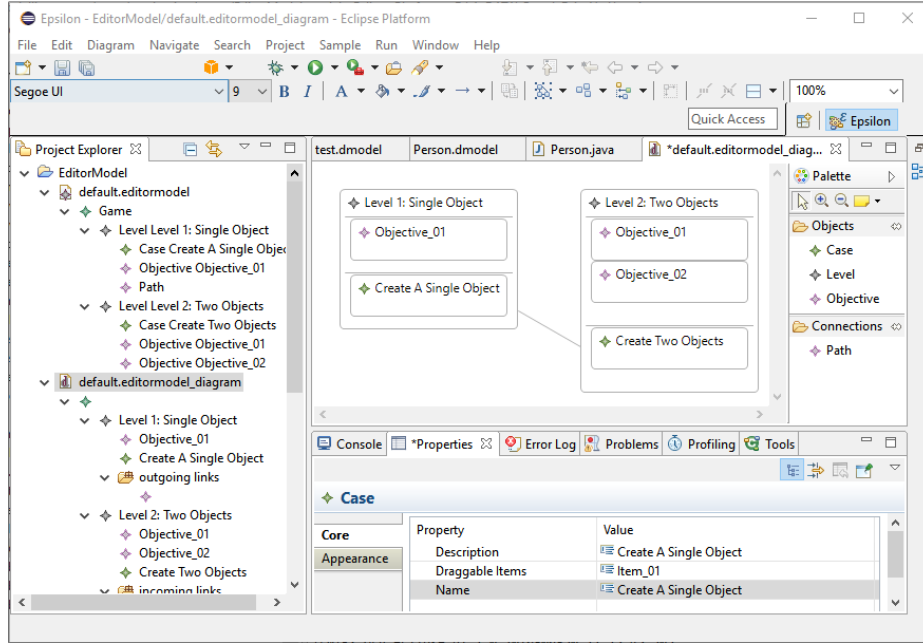 Epsilon - EditorModel/default.editormodel_diagram - Eclipse Platform
File Edit Diagram Navigate Search Project Sample Run Window Help
Segoe UI 9 B I A 100%
Quick Access Epsilon
Project Explorer
EditorModel
default.editormodel
Game
Level Level 1: Single Object
Case Create A Single Objec
Objective Objective_01
Path
Level Level 2: Two Objects
Case Create Two Objects
Objective Objective_01
Objective Objective_02
default.editormodel_diagram
Level 1: Single Object
Objective_01
Create A Single Object
outgoing links
Level 2: Two Objects
Objective_01
Objective_02
Create Two Objects
incoming links
test.dmodel Person.dmodel Person.java *default.editormodel_diag...
Level 1: Single Object
Objective_01
Create A Single Object
Level 2: Two Objects
Objective_01
Objective_02
Create Two Objects
Palette
Objects
Case
Level
Objective
Connections
Path
Console *Properties Error Log Problems Profiling Tools
Case
Core
Appearance
Property Value
Description Create A Single Object
Draggable Items Item_01
Name Create A Single Object